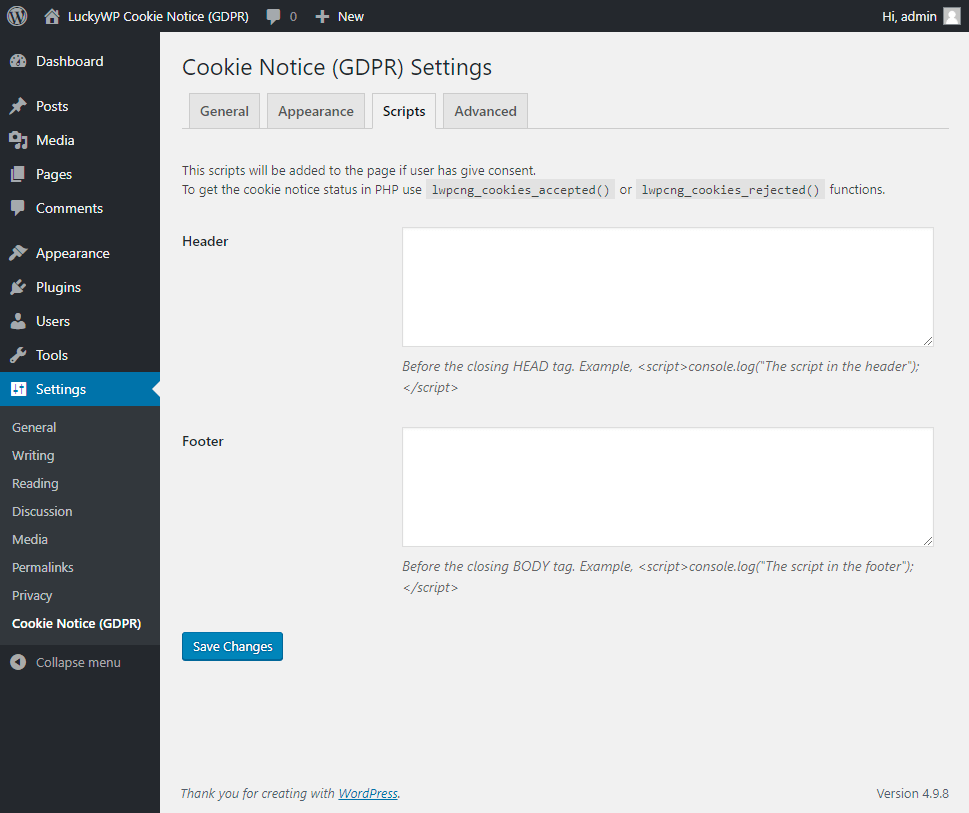 LuckyWP Cookie Notice (GDPR) 0 New Hi, admin
Dashboard
Posts
Media
Pages
Comments
Appearance
Plugins
Users
Tools
Settings
General
Writing
Reading
Discussion
Media
Permalinks
Privacy
Cookie Notice (GDPR)
Collapse menu
Cookie Notice (GDPR) Settings
General Appearance Scripts Advanced
This scripts will be added to the page if user has give consent.
To get the cookie notice status in PHP use lwpcng_cookies_accepted() or lwpcng_cookies_rejected() functions.
Header
Before the closing HEAD tag. Example, <script>console.log("The script in the header");
</script>
Footer
Before the closing BODY tag. Example, <script>console.log("The script in the footer");
</script>
Save Changes
Thank you for creating with WordPress. Version 4.9.8